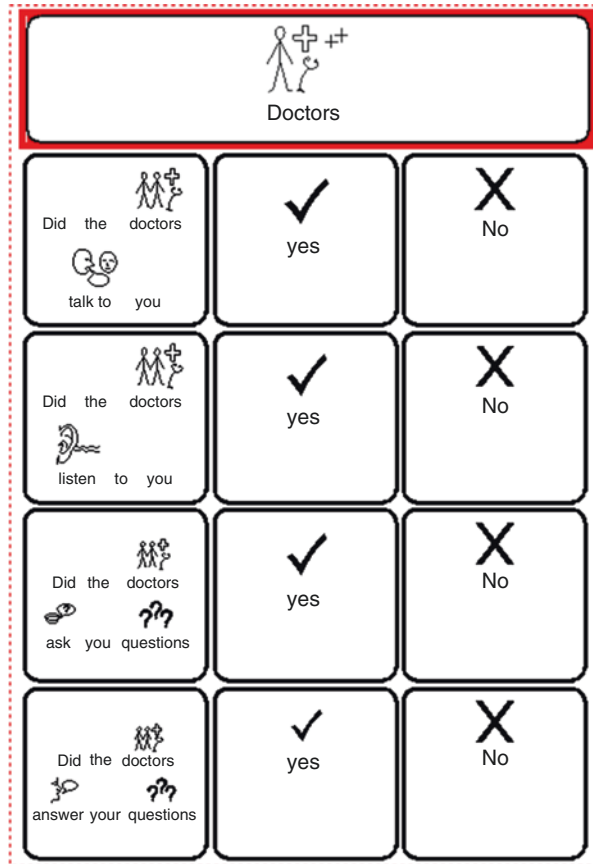 Doctors
Did the doctors
talk to you
yes
No
Did the doctors
listen to you
yes
No
Did the doctors
ask you questions
yes
No
Did the doctors
answer your questions
yes
No